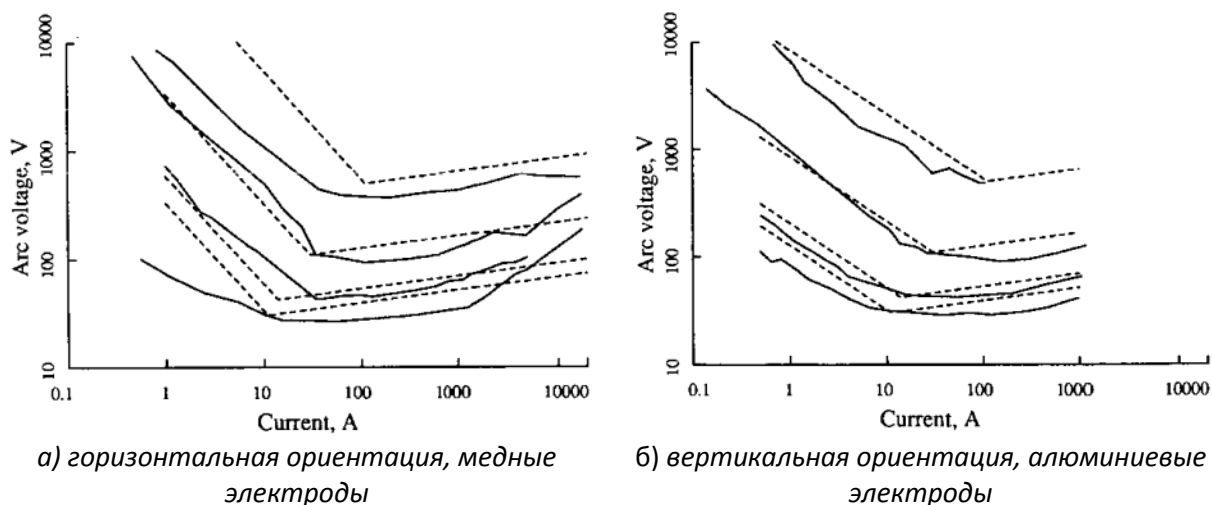 10000
1000
100
10
Arc voltage, V
0.1 1 10 100 1000 10000
Current, A
а) горизонтальная ориентация, медные
электроды
10000
1000
100
10
Arc voltage, V
0.1 1 10 100 1000 10000
Current, A
б) вертикальная ориентация, алюминиевые
электроды